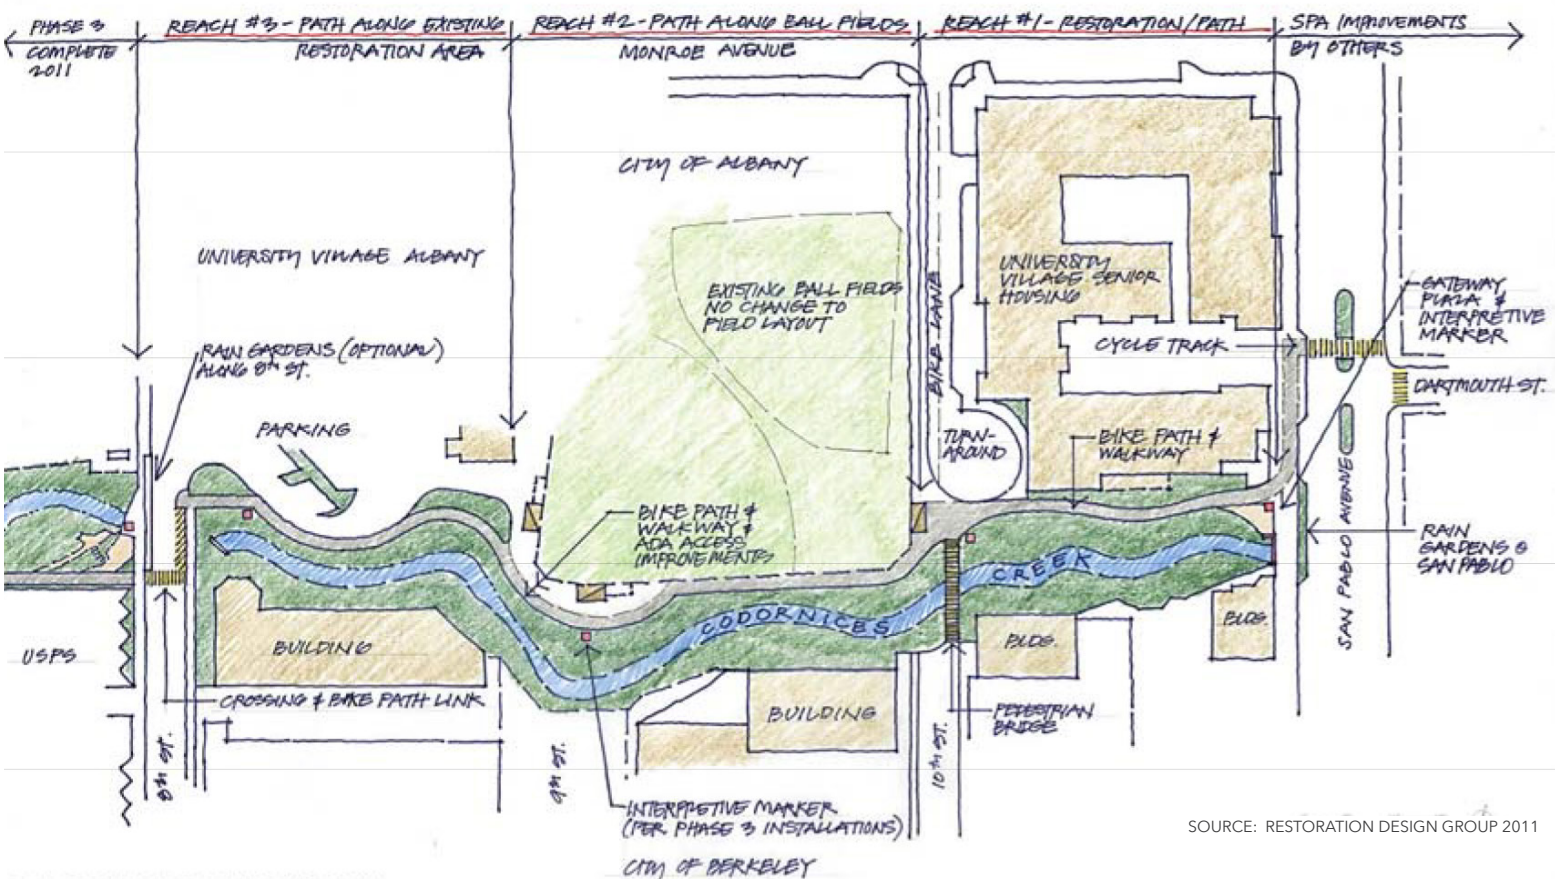 PHASE 3
COMPLETE
2011
REACH #3 - PATH ALONG EXISTING
RESTORATION AREA
REACH #2 - PATH ALONG BALL FIELDS
MONROE AVENUE
REACH #1 - RESTORATION/PATH
SPA IMPROVEMENTS
BY OTHERS
CITY OF ALBANY
UNIVERSITY VILLAGE ALBANY
EXISTING BALL FIELDS
NO CHANGE TO
FIELD LAYOUT
BIKE LANE
UNIVERSITY
VILLAGE SENIOR
HOUSING
GATEWAY
PLAZA &
INTERPRETIVE
MARKER
CYCLE TRACK
DARTMOUTH ST.
RAIN GARDENS (OPTIONAL)
ALONG 8TH ST.
PARKING
TURN-
AROUND
BIKE PATH &
WALKWAY
BIKE PATH &
WALKWAY &
ADA ACCESS
IMPROVEMENTS
SAN PABLO AVENUE
RAIN
GARDENS @
SAN PABLO
CODORNICES
CREEK
USPS
BUILDING
BLDG.
BLDG.
CROSSING & BIKE PATH LINK
BUILDING
PEDESTRIAN
BRIDGE
8TH ST.
9TH ST.
10TH ST.
INTERPRETIVE MARKER
(PER PHASE 3 INSTALLATIONS)
CITY OF BERKELEY
SOURCE: RESTORATION DESIGN GROUP 2011